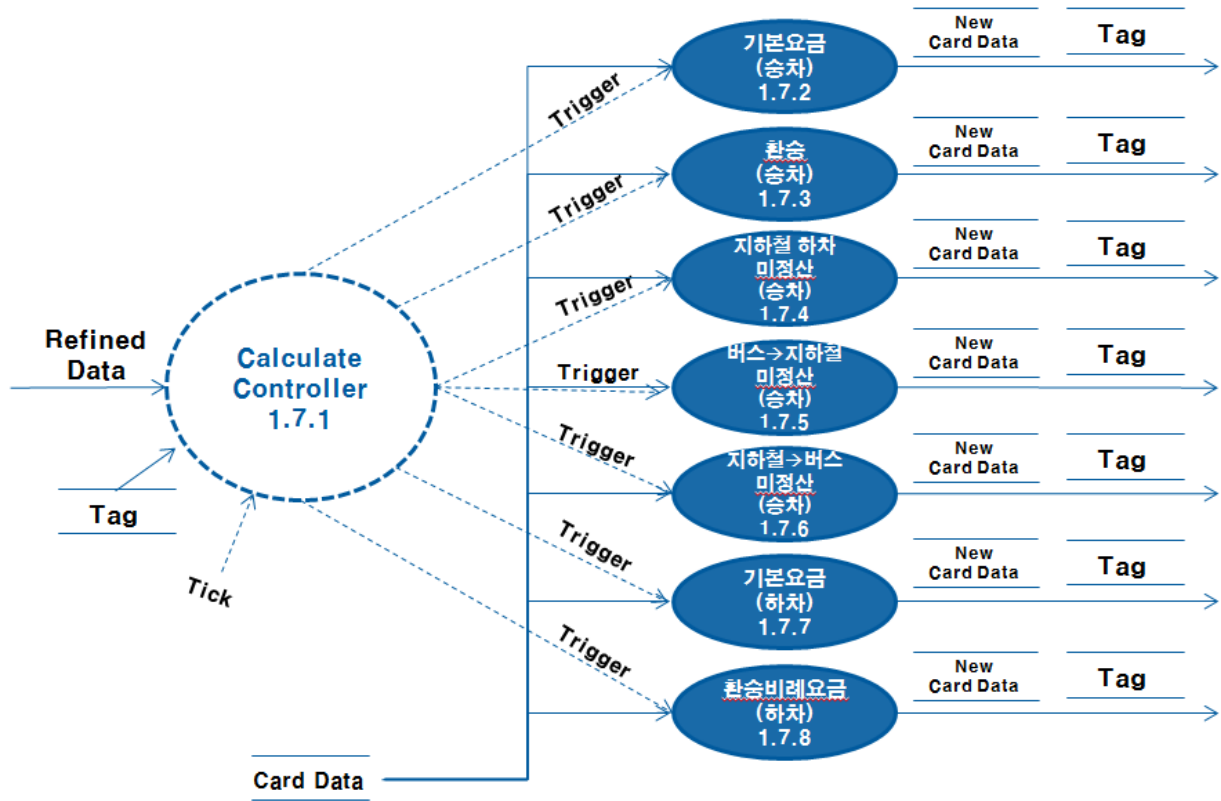 기본요금
(승차)
1.7.2
New
Card Data
Tag
Trigger
환승
(승차)
1.7.3
New
Card Data
Tag
Trigger
지하철 하차
미정산
(승차)
1.7.4
New
Card Data
Tag
Trigger
Refined
Data
Calculate
Controller
1.7.1
Trigger
버스→지하철
미정산
(승차)
1.7.5
New
Card Data
Tag
Trigger
지하철→버스
미정산
(승차)
1.7.6
New
Card Data
Tag
Tag
Tick
Trigger
기본요금
(하차)
1.7.7
New
Card Data
Tag
Trigger
환승비례요금
(하차)
1.7.8
New
Card Data
Tag
Card Data